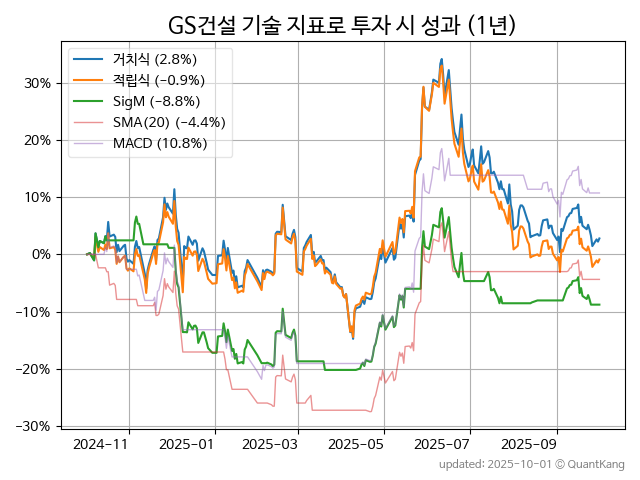 GS건설 기술 지표로 투자 시 성과 (1년)
거치식 (2.8%)
적립식 (−0.9%)
SigM (−8.8%)
SMA(20) (−4.4%)
MACD (10.8%)
30%
20%
10%
0%
−10%
−20%
−30%
2024-11 2025-01 2025-03 2025-05 2025-07 2025-09
updated: 2025-10-01 © QuantKang